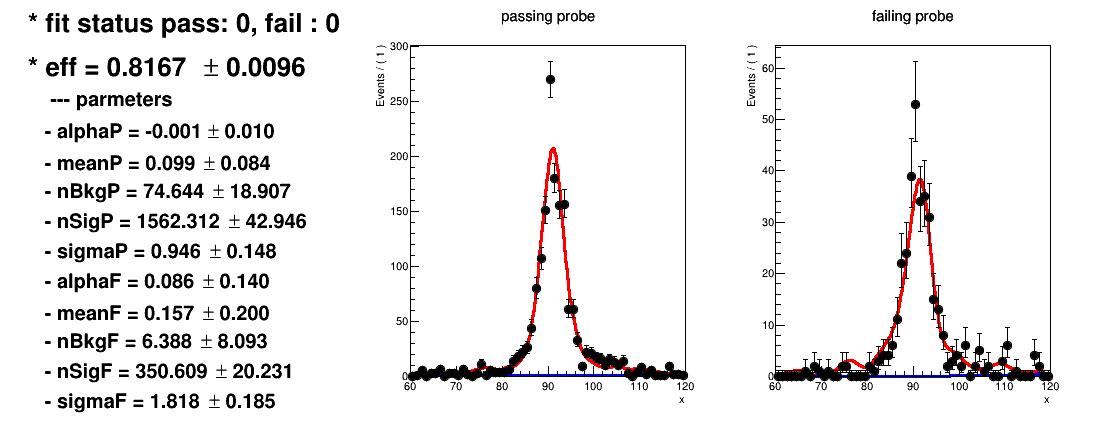 * fit status pass: 0, fail : 0
* eff = 0.8167 ± 0.0096
--- parmeters
- alphaP = -0.001 ± 0.010
- meanP = 0.099 ± 0.084
- nBkgP = 74.644 ± 18.907
- nSigP = 1562.312 ± 42.946
- sigmaP = 0.946 ± 0.148
- alphaF = 0.086 ± 0.140
- meanF = 0.157 ± 0.200
- nBkgF = 6.388 ± 8.093
- nSigF = 350.609 ± 20.231
- sigmaF = 1.818 ± 0.185
passing probe
Events / ( 1 )
300
250
200
150
100
50
0
60 70 80 90 100 110 120
x
failing probe
Events / ( 1 )
60
50
40
30
20
10
0
60 70 80 90 100 110 120
x